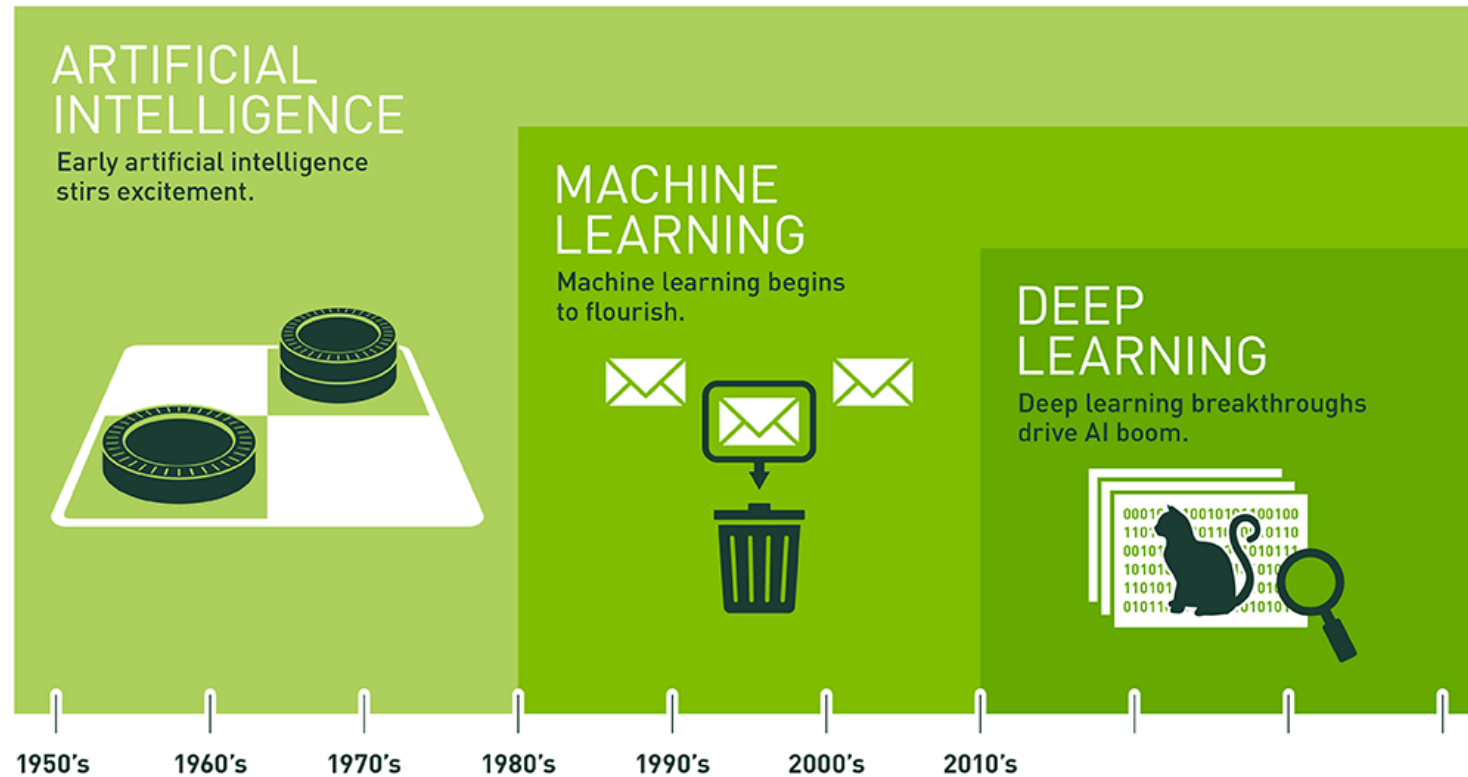 ARTIFICIAL
INTELLIGENCE
Early artificial intelligence
stirs excitement.
MACHINE
LEARNING
Machine learning begins
to flourish.
DEEP
LEARNING
Deep learning breakthroughs
drive AI boom.
1950's 1960's 1970's 1980's 1990's 2000's 2010's